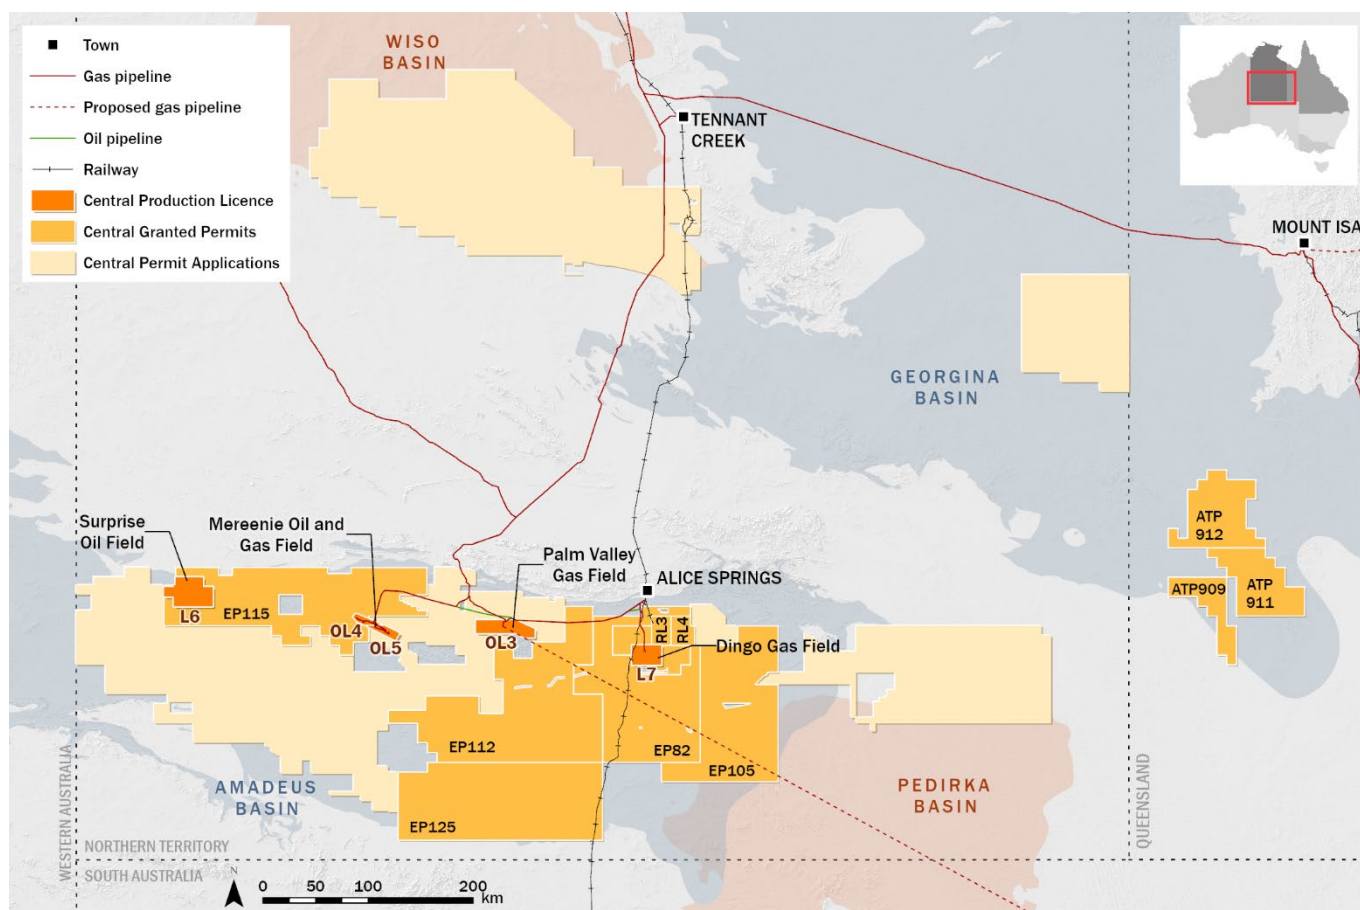 Town
Gas pipeline
Proposed gas pipeline
Oil pipeline
Railway
Central Production Licence
Central Granted Permits
Central Permit Applications
WISO
BASIN
TENNANT
CREEK
MOUNT ISA
GEORGINA
BASIN
Surprise
Oil Field
Mereenie Oil and
Gas Field
Palm Valley
Gas Field
ALICE SPRINGS
ATP
912
ATP909
ATP
911
L6
EP115
OL4
OL5
OL3
RL3
RL4
Dingo Gas Field
L7
EP112
EP82
EP105
EP125
AMADEUS
BASIN
PEDIRKA
BASIN
WESTERN AUSTRALIA
QUEENSLAND
NORTHERN TERRITORY
SOUTH AUSTRALIA
N
0 50 100 200
km